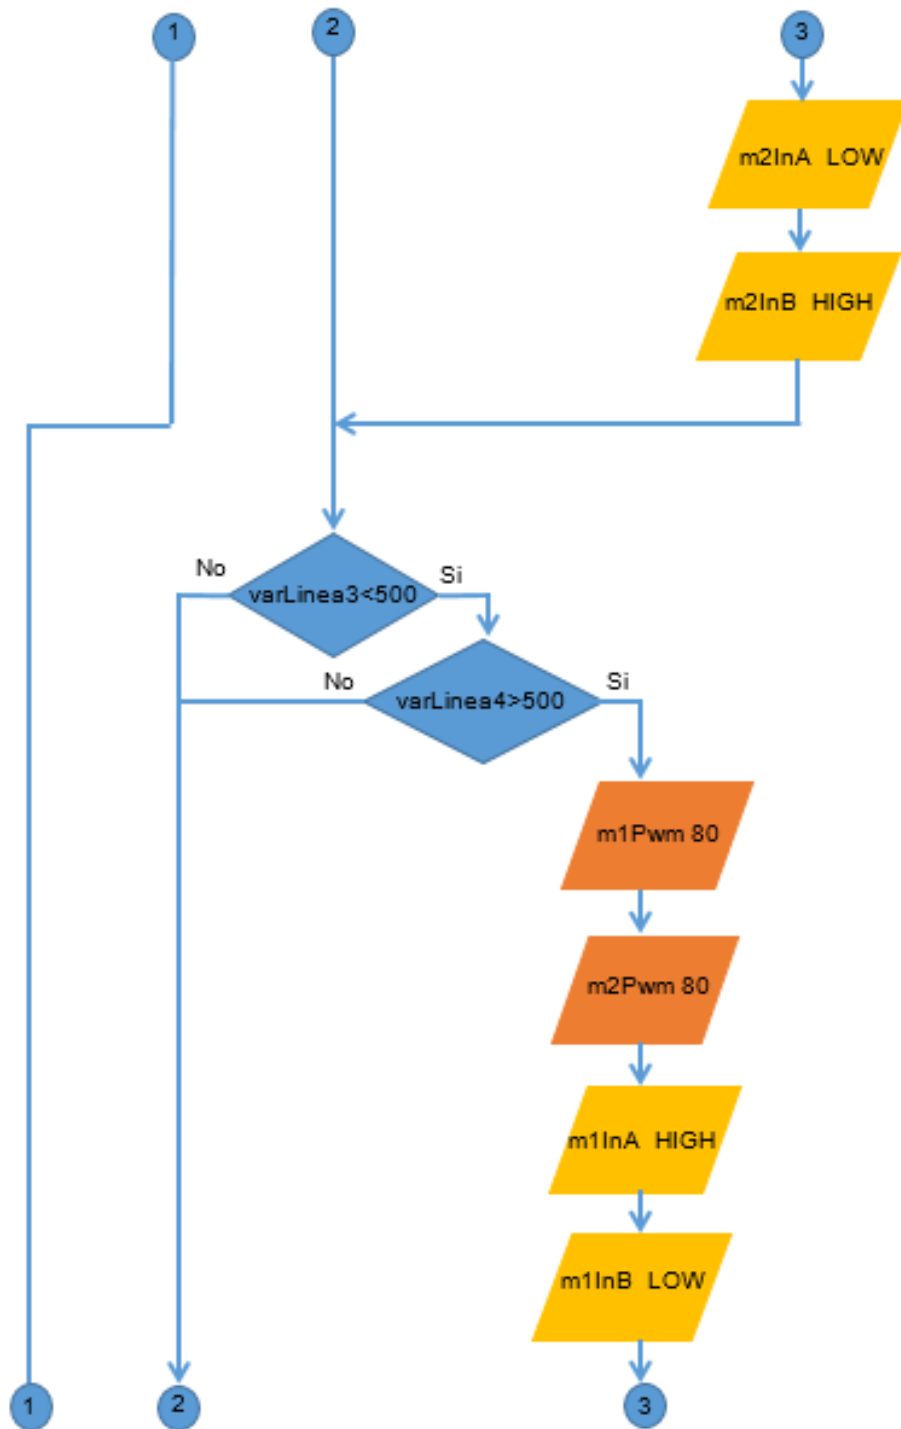 1
2
3
m2InA LOW
m2InB HIGH
No
varLinea3<500
Si
No
varLinea4>500
Si
m1Pwm 80
m2Pwm 80
m1InA HIGH
m1InB LOW
1
2
3